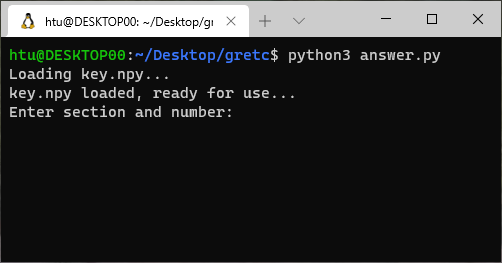 htu@DESKTOP00: ~/Desktop/gr
htu@DESKTOP00:~/Desktop/gretc$ python3 answer.py
Loading key.npy...
key.npy loaded, ready for use...
Enter section and number: